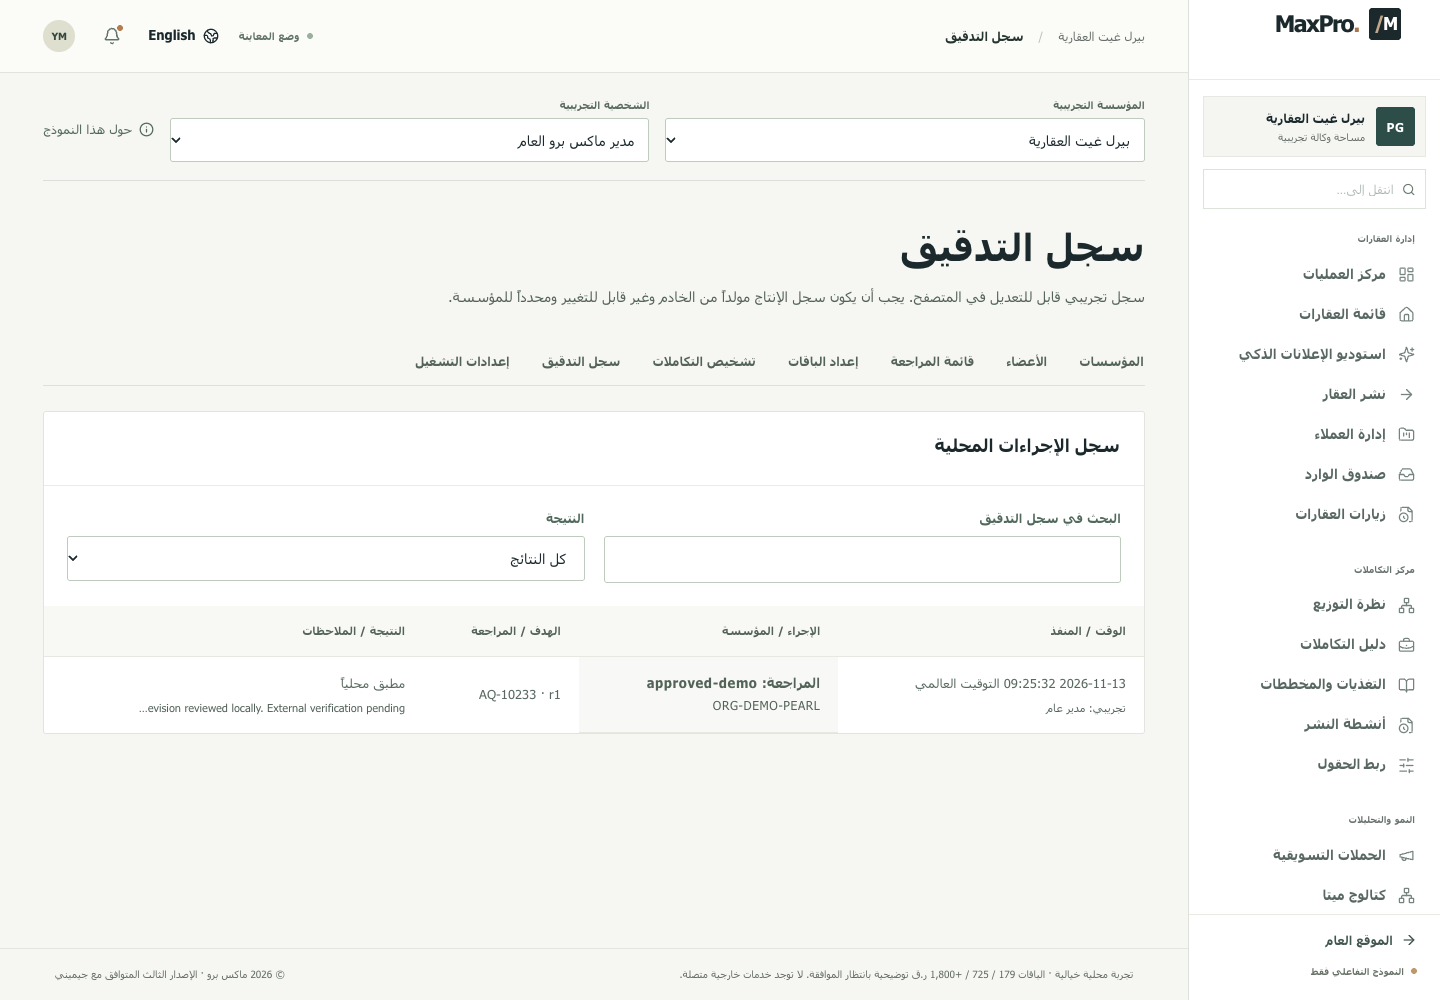 /M MaxPro.
PG
بيرل غيت العقارية
مساحة وكالة تجريبية
انتقل إلى...
إدارة العقارات
مركز العمليات
قائمة العقارات
استوديو الإعلانات الذكي
نشر العقار
إدارة العملاء
صندوق الوارد
زيارات العقارات
مركز التكاملات
نظرة التوزيع
دليل التكاملات
التغذيات والمخططات
أنشطة النشر
ربط الحقول
النمو والتحليلات
الحملات التسويقية
كتالوج ميتا
الموقع العام
النموذج التفاعلي فقط
بيرل غيت العقارية / سجل التدقيق
وضع المعاينة
English
YM
المؤسسة التجريبية
بيرل غيت العقارية
الشخصية التجريبية
مدير ماكس برو العام
حول هذا النموذج
سجل التدقيق
سجل تجريبي قابل للتعديل في المتصفح. يجب أن يكون سجل الإنتاج مولداً من الخادم وغير قابل للتغيير ومحدداً للمؤسسة.
المؤسسات الأعضاء قائمة المراجعة إعداد الباقات تشخيص التكاملات سجل التدقيق إعدادات التشغيل
سجل الإجراءات المحلية
البحث في سجل التدقيق
النتيجة
كل النتائج
الوقت / المنفذ الإجراء / المؤسسة الهدف / المراجعة النتيجة / الملاحظات
2026-11-13 09:25:32 التوقيت العالمي
تجريبي: مدير عام
المراجعة: approved-demo
ORG-DEMO-PEARL
AQ-10233 · r1
مطبق محلياً
...evision reviewed locally. External verification pending
تجربة محلية خيالية · الباقات 179 / 725 / +1,800 ر.ق توضيحية بانتظار الموافقة. لا توجد خدمات خارجية متصلة.
© 2026 ماكس برو · الإصدار الثالث المتوافق مع جيميني